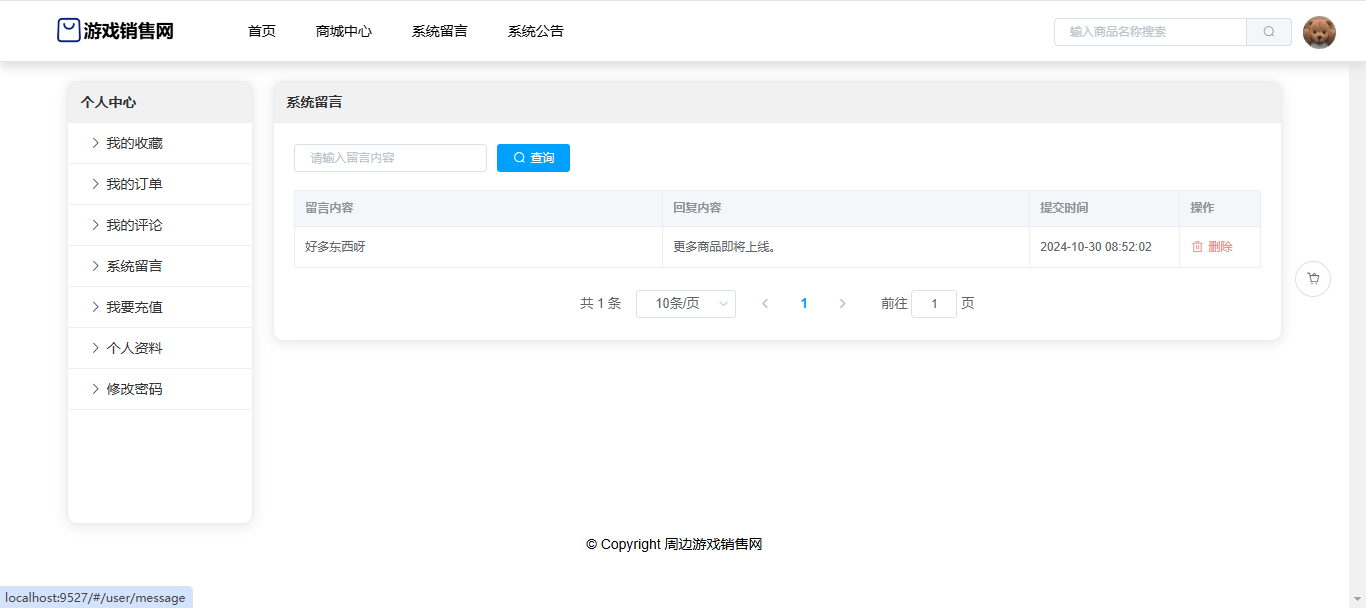 游戏销售网 首页 商城中心 系统留言 系统公告 输入商品名称搜索
个人中心
我的收藏
我的订单
我的评论
系统留言
我要充值
个人资料
修改密码
系统留言
请输入留言内容 查询
留言内容 回复内容 提交时间 操作
好多东西呀 更多商品即将上线。 2024-10-30 08:52:02 删除
共 1 条 10条/页 1 前往 1 页
© Copyright 周边游戏销售网
localhost:9527/#/user/message